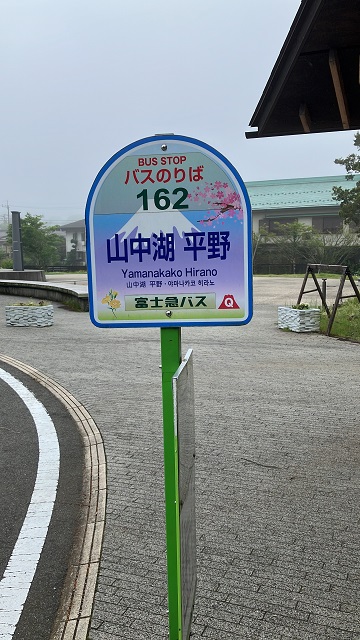 BUS STOP
バスのりば
162
山中湖 平野
Yamanakako Hirano
山中湖 平野・야마나카코 히라노
富士急バス